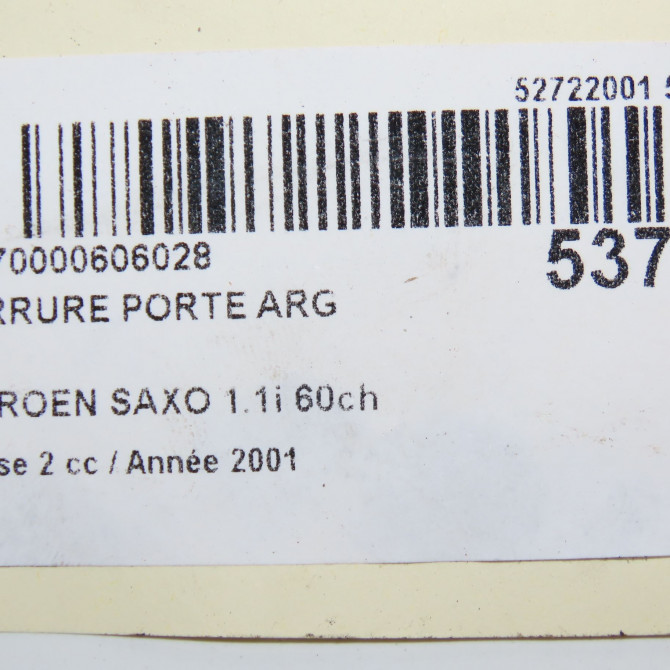 52722001 5
70000606028
537
RRURE PORTE ARG
ROEN SAXO 1.1i 60ch
se 2 cc / Année 2001